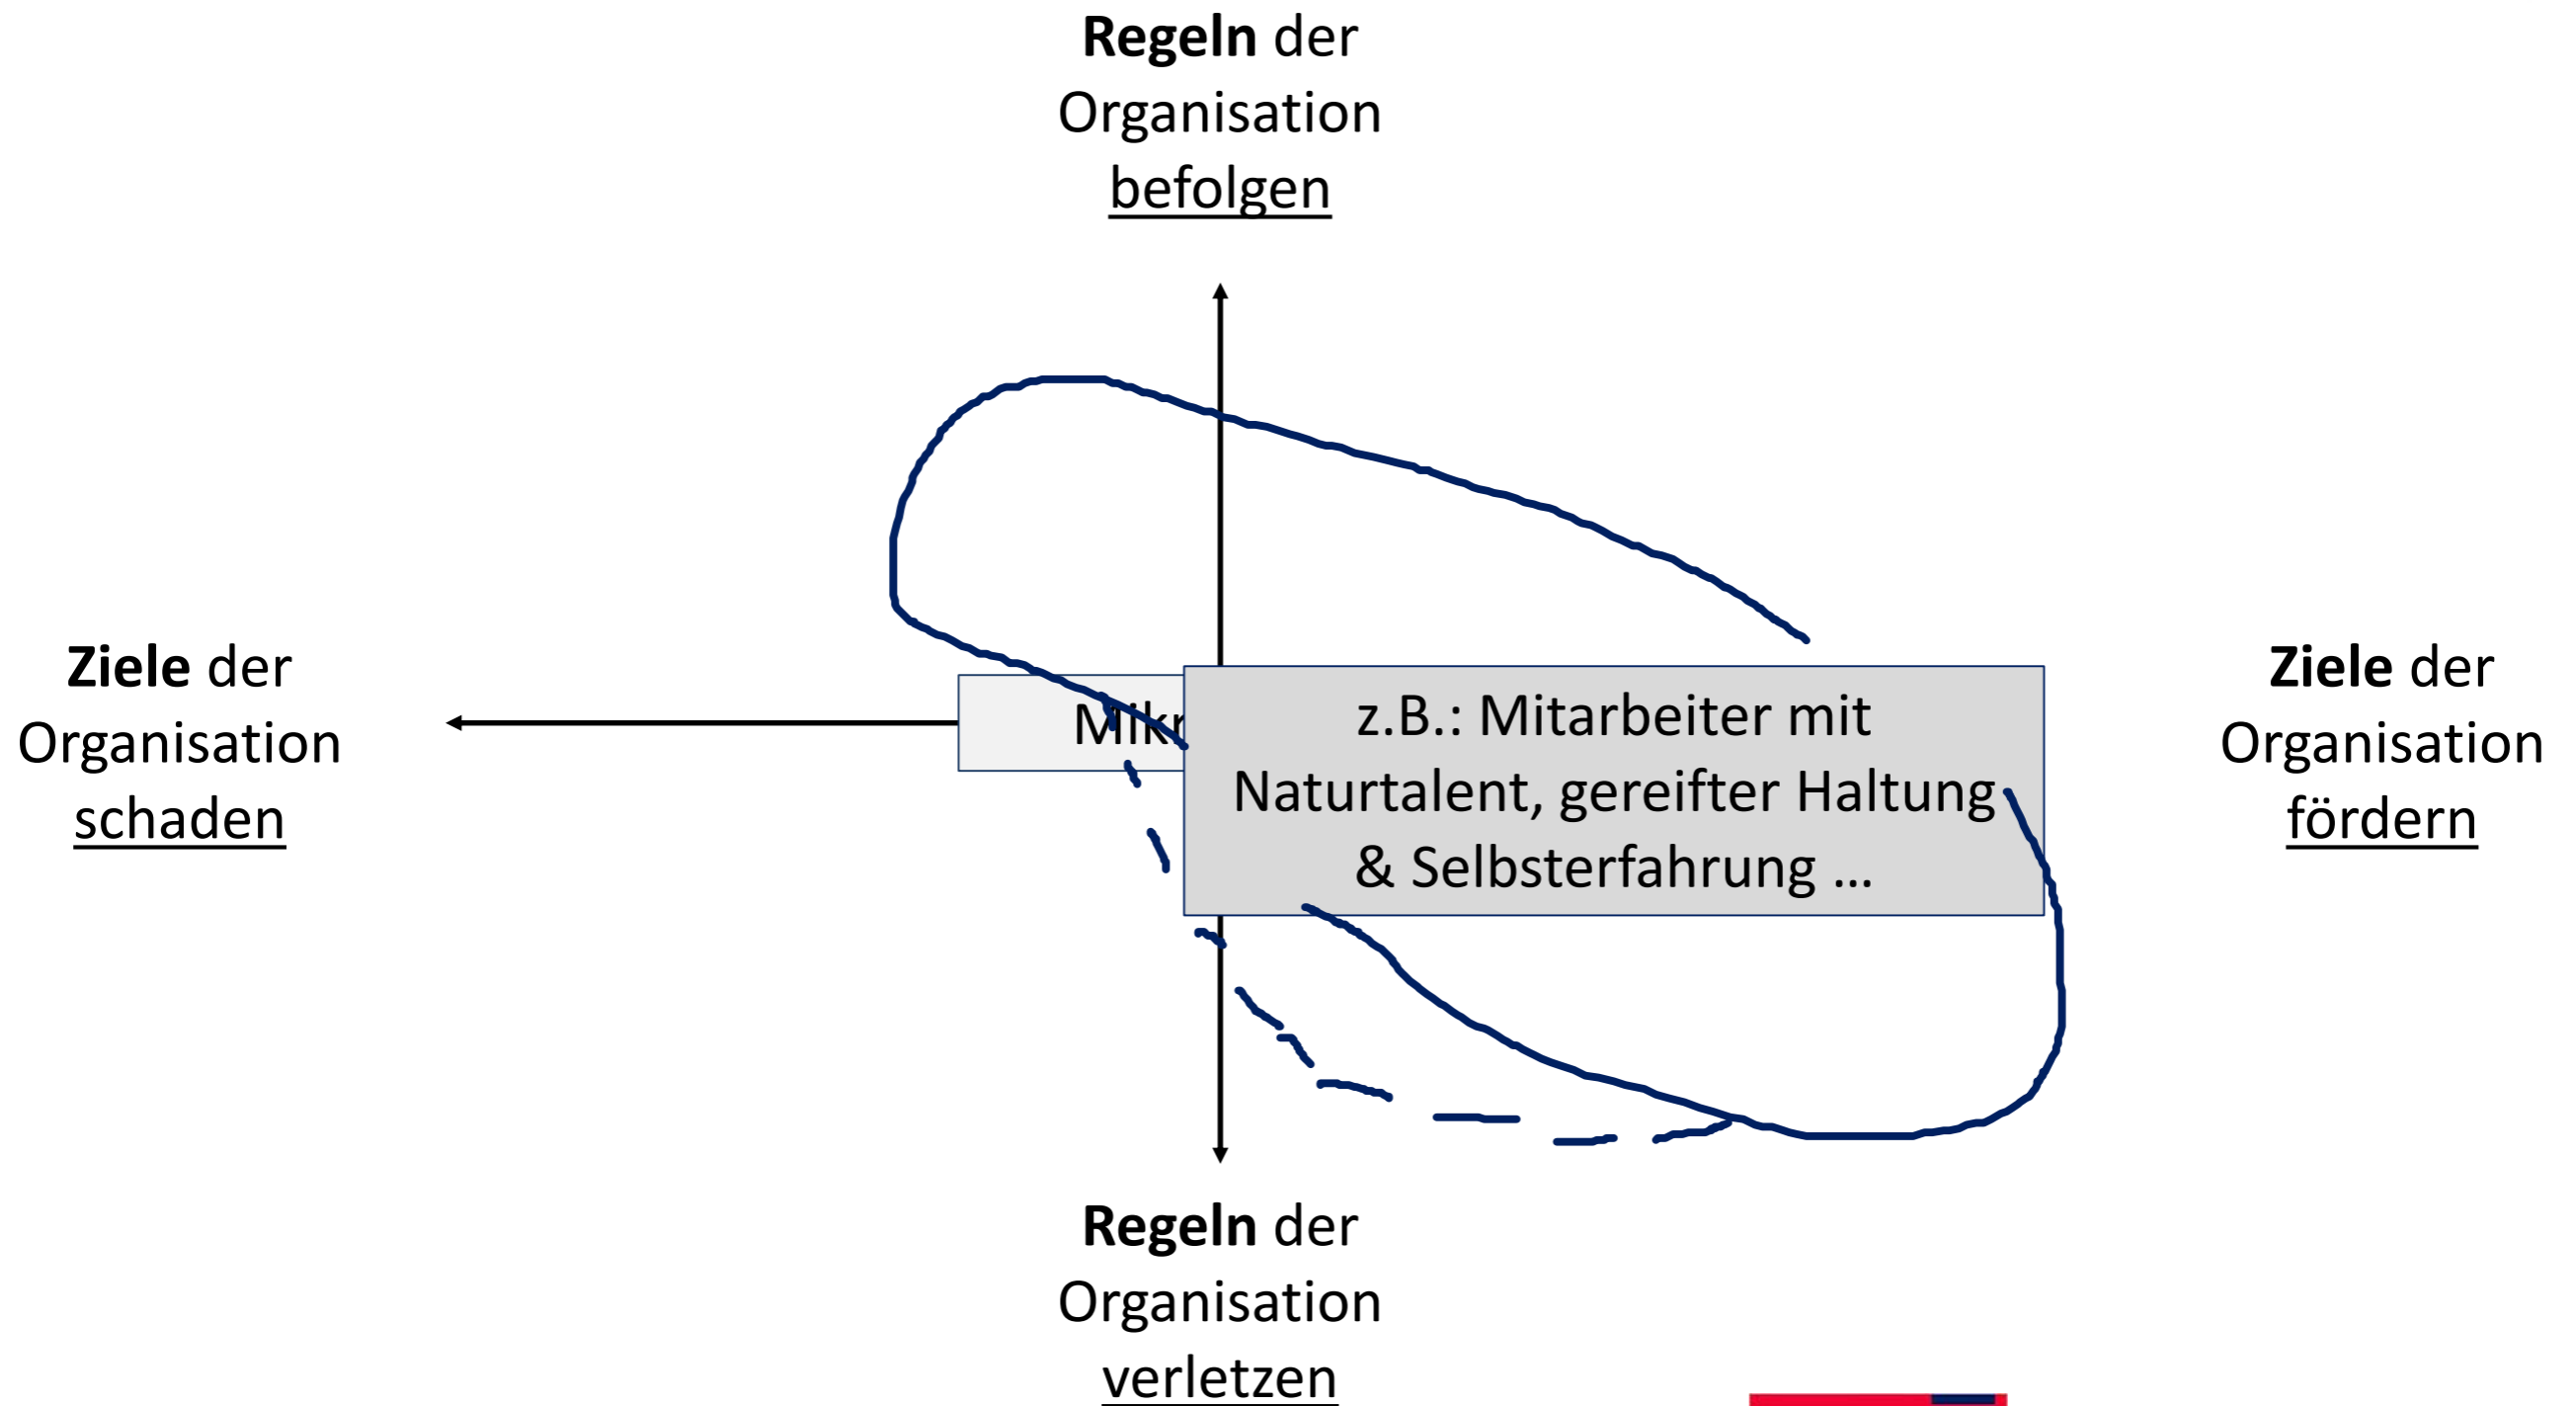 Regeln der
Organisation
befolgen
Ziele der
Organisation
schaden
z.B.: Mitarbeiter mit
Naturtalent, gereifter Haltung
& Selbsterfahrung ...
Ziele der
Organisation
fördern
Regeln der
Organisation
verletzen